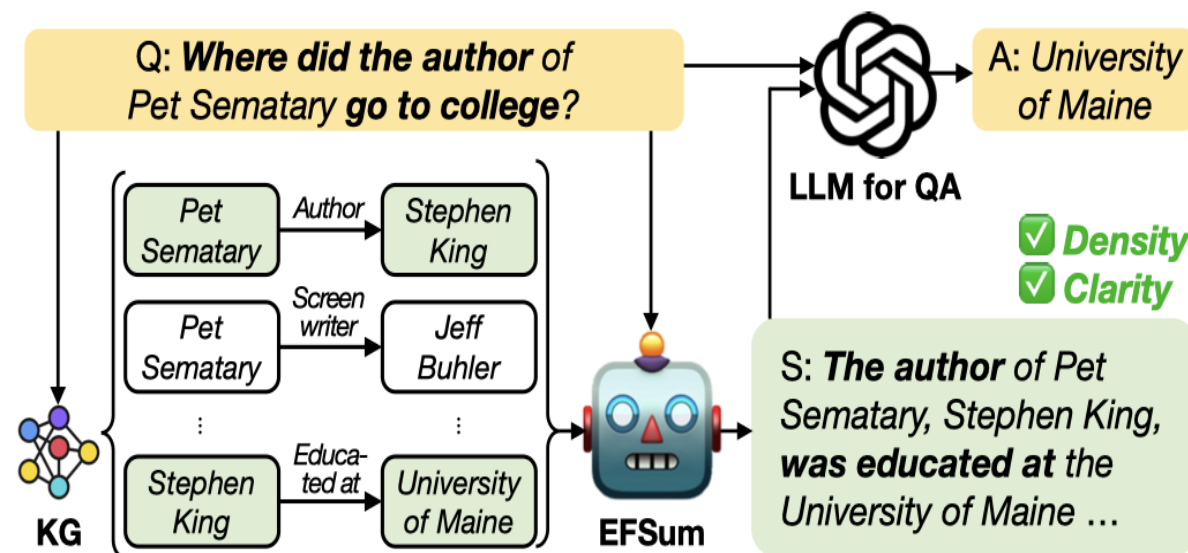 Q: Where did the author of
Pet Sematary go to college?
A: University
of Maine
LLM for QA
Pet
Sematary
Author
Stephen
King
Pet
Sematary
Screen
writer
Jeff
Buhler
⋮
⋮
Stephen
King
Educa-
ted at
University
of Maine
KG
EFSum
✅ Density
✅ Clarity
S: The author of Pet
Sematary, Stephen King,
was educated at the
University of Maine ...